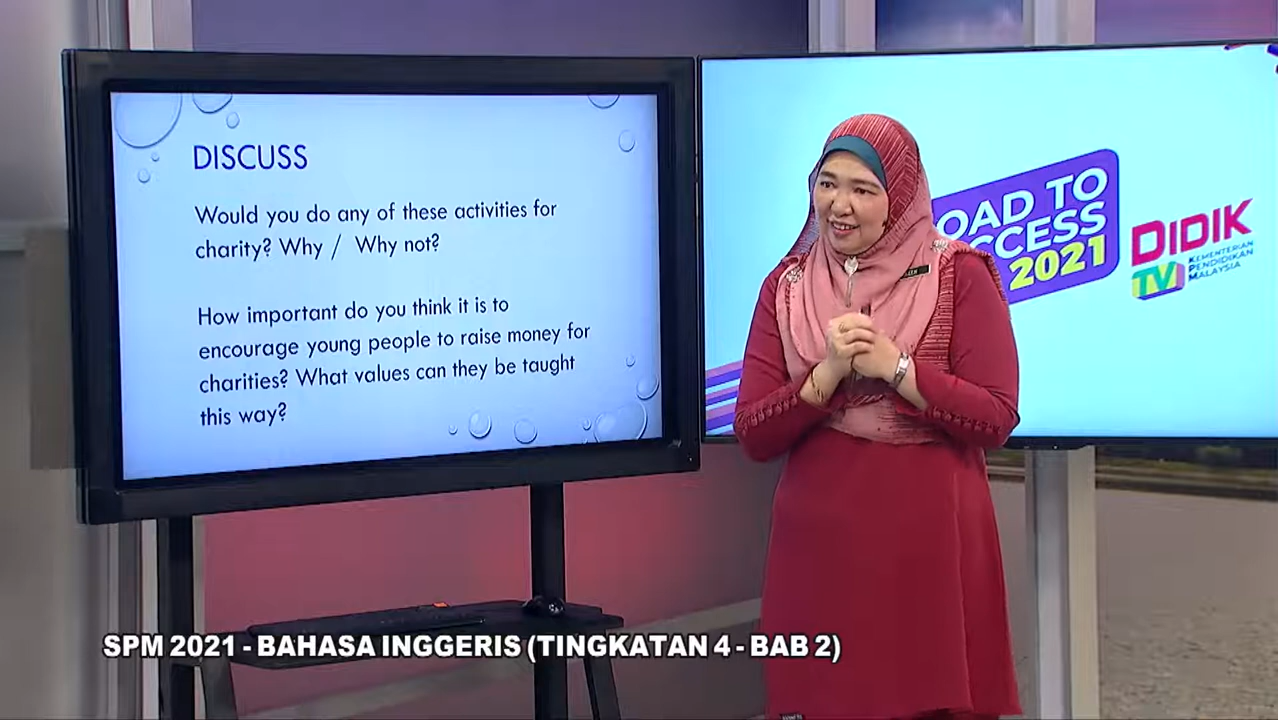 DISCUSS
Would you do any of these activities for
charity? Why / Why not?
How important do you think it is to
encourage young people to raise money for
charities? What values can they be taught
this way?
OAD TO
CCESS
2021
DIDIK
TV
KEMENTERIAN
PENDIDIKAN
MALAYSIA
SPM 2021 - BAHASA INGGERIS (TINGKATAN 4 - BAB 2)